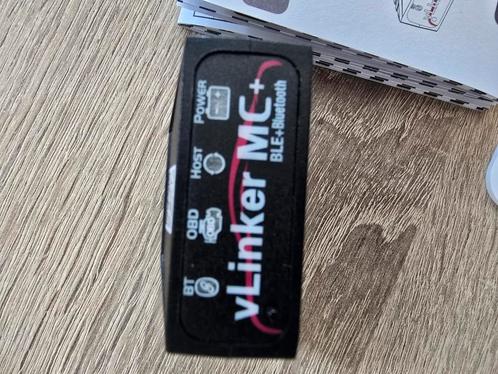 BT OBD HOST POWER
vLinker MC+
BLE+Bluetooth